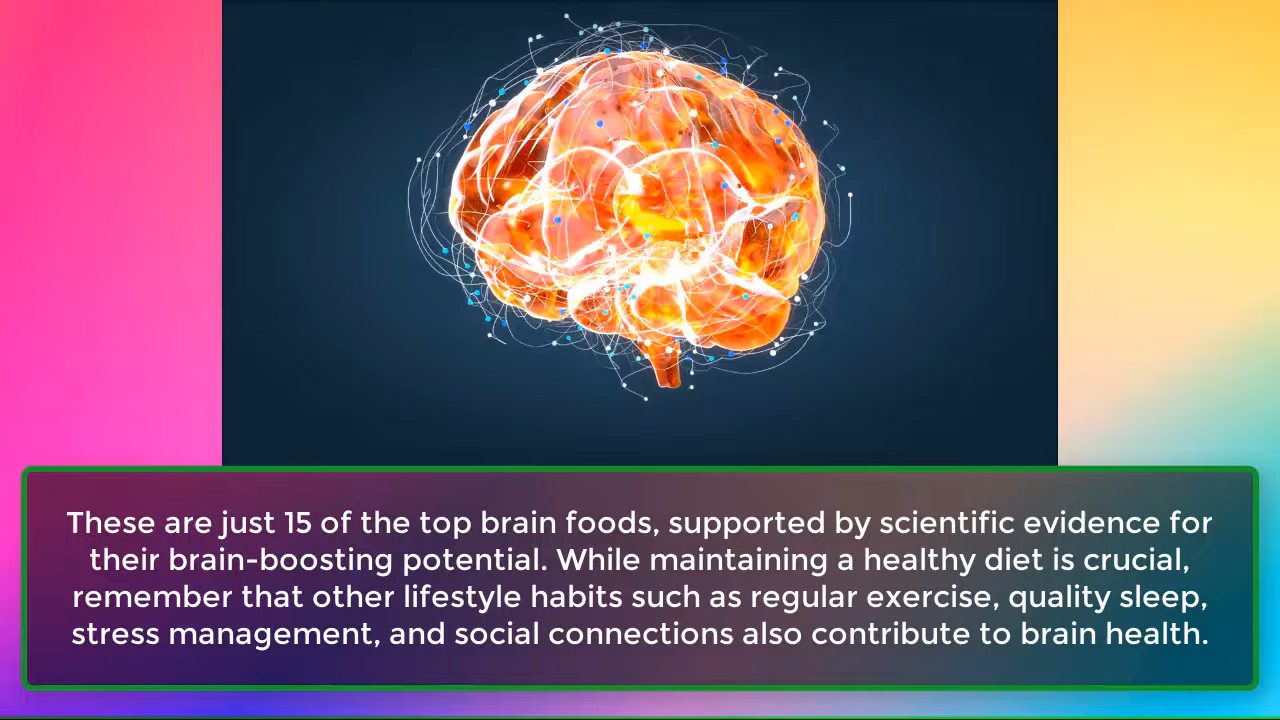 These are just 15 of the top brain foods, supported by scientific evidence for
their brain-boosting potential. While maintaining a healthy diet is crucial,
remember that other lifestyle habits such as regular exercise, quality sleep,
stress management, and social connections also contribute to brain health.